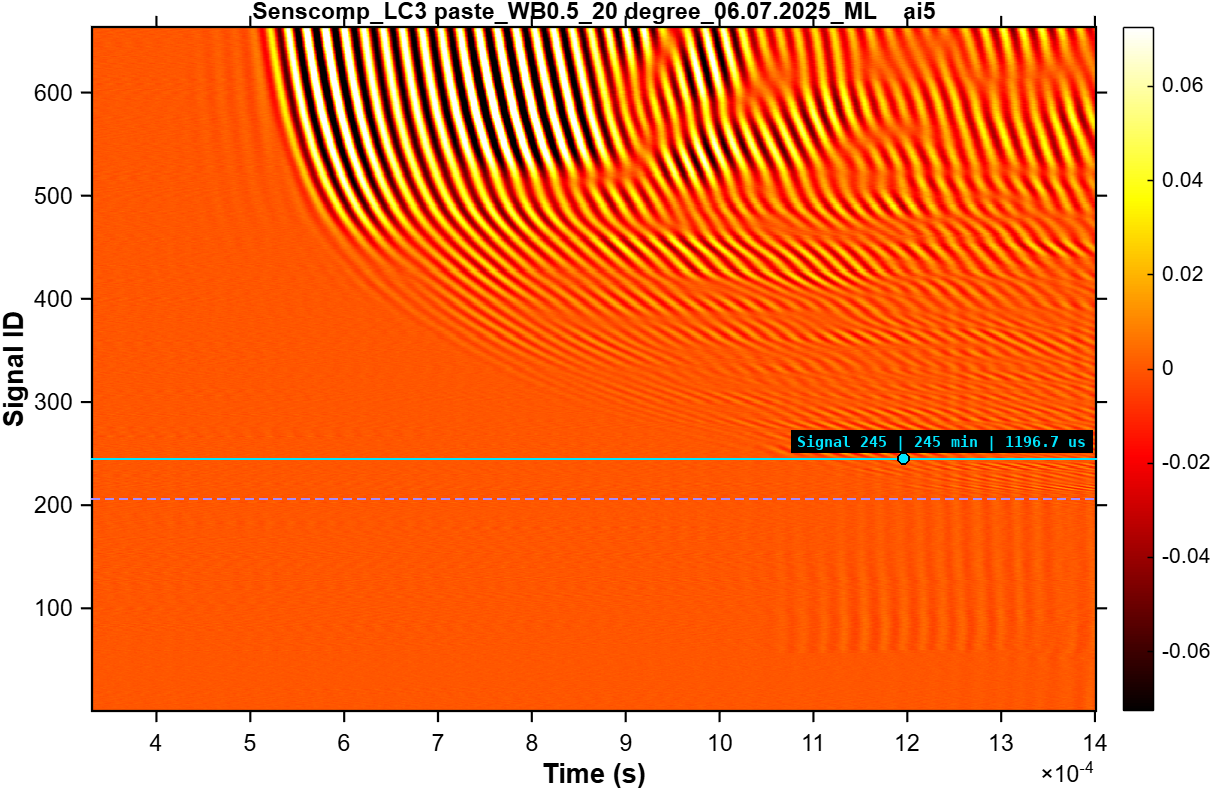 Senscomp_LC3 paste_WB0.5_20 degree_06.07.2025_ML    ai5
Signal ID
600
500
400
300
200
100
Signal 245 | 245 min | 1196.7 us
4 5 6 7 8 9 10 11 12 13 14
Time (s)
×10⁻⁴
0.06
0.04
0.02
0
-0.02
-0.04
-0.06